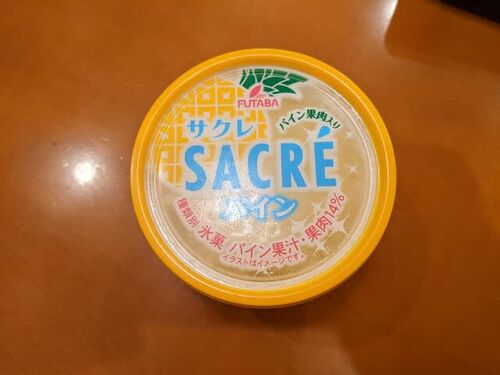 FUTABA
パイン果肉入り
サクレ
SACRÉ
パイン
種類別 氷菓 パイン果汁・果肉14%
イラストはイメージです。